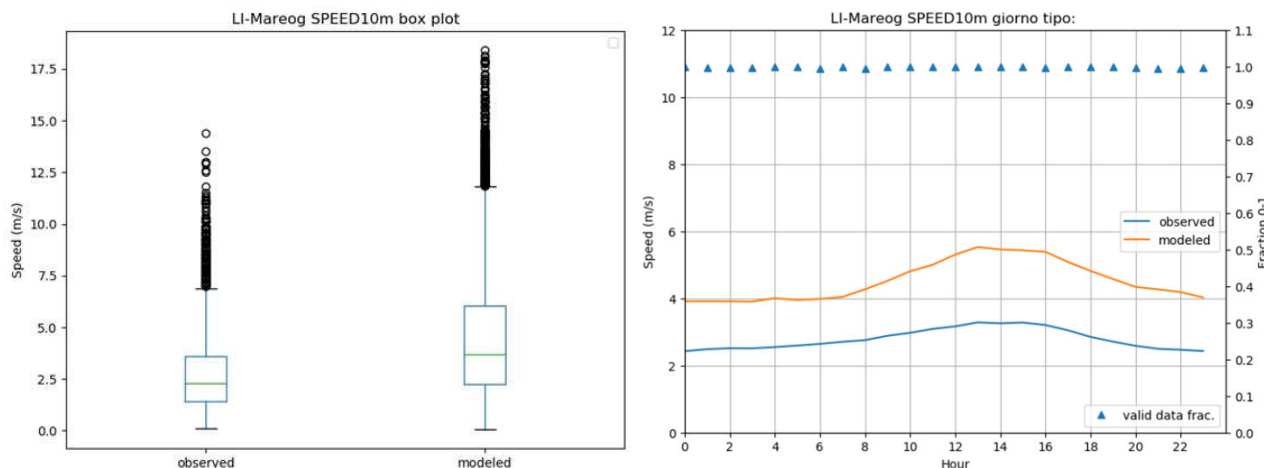 LI-Mareog SPEED10m box plot
17.5
15.0
12.5
10.0
7.5
5.0
2.5
0.0
Speed (m/s)
observed
modeled
LI-Mareog SPEED10m giorno tipo:
12
10
8
6
4
2
0
Speed (m/s)
1.1
1.0
0.9
0.8
0.7
0.6
0.5
0.4
0.3
0.2
0.1
0.0
Fraction 0-1
observed
modeled
valid data frac.
0 2 4 6 8 10 12 14 16 18 20 22
Hour